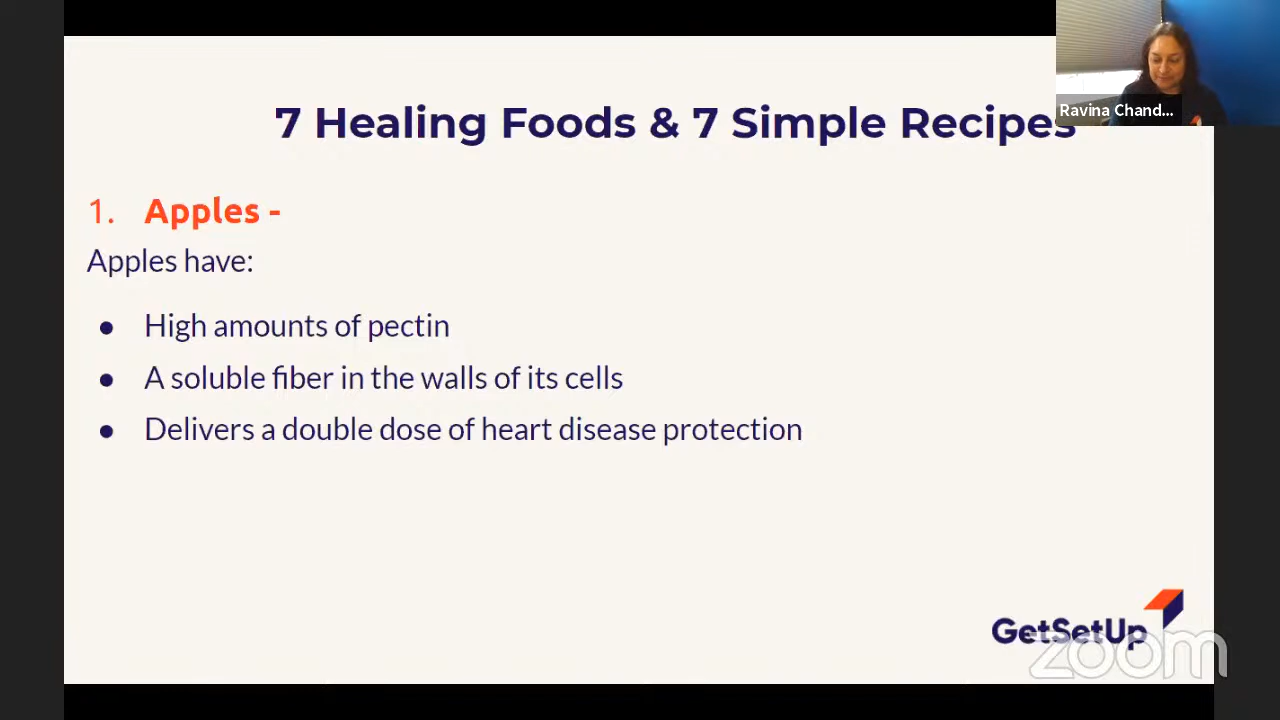 7 Healing Foods & 7 Simple Recipes
Ravina Chand...
1. Apples -
Apples have:
● High amounts of pectin
● A soluble fiber in the walls of its cells
● Delivers a double dose of heart disease protection
GetSetUp
zoom